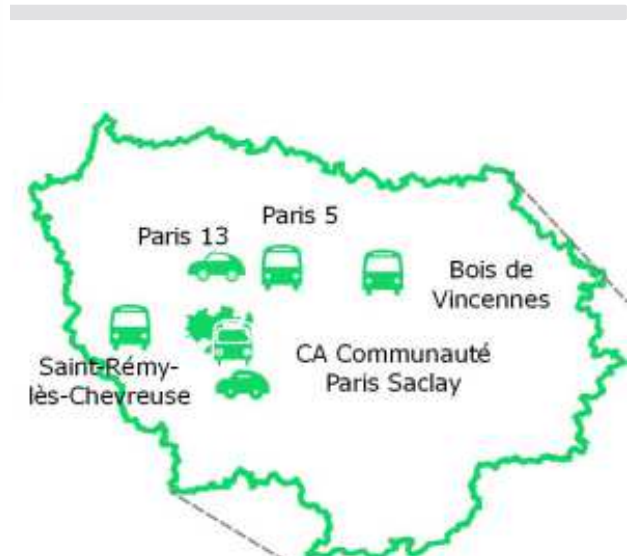 Paris 5
Paris 13
Bois de
Vincennes
CA Communauté
Paris Saclay
Saint-Rémy-
lès-Chevreuse